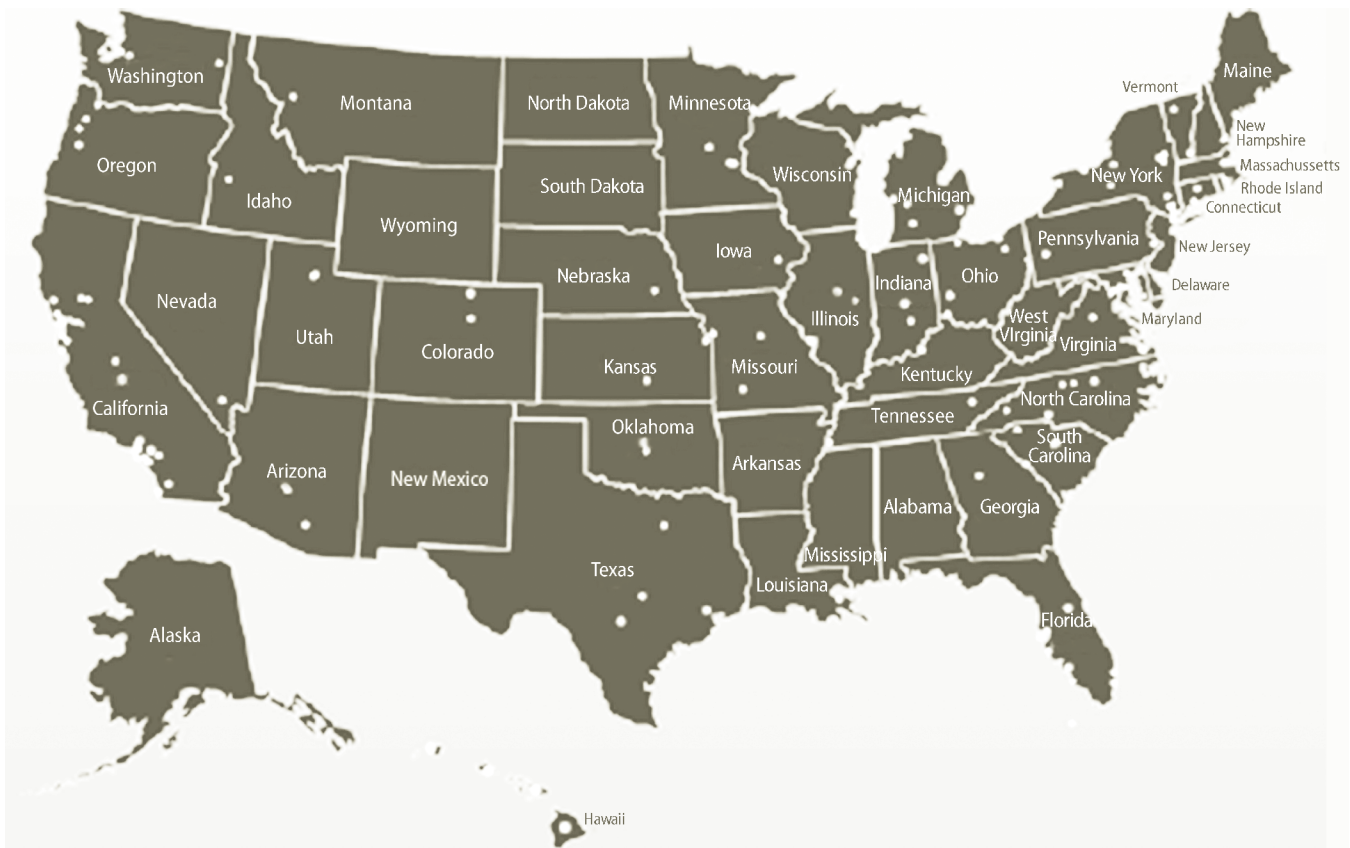 Washington
Montana
North Dakota
Minnesota
Maine
Vermont
New
Hampshire
Massachussetts
Rhode Island
Connecticut
New York
Oregon
Idaho
South Dakota
Wisconsin
Michigan
Wyoming
Iowa
Pennsylvania
New Jersey
Nebraska
Ohio
Indiana
Delaware
Nevada
Illinois
West
VIrginia
Maryland
Utah
Colorado
Virginia
Kansas
Missouri
Kentucky
California
North Carolina
Tennessee
Oklahoma
South
Carolina
Arizona
New Mexico
Arkansas
Alabama
Georgia
Mississippi
Texas
Louisiana
Florida
Alaska
Hawaii